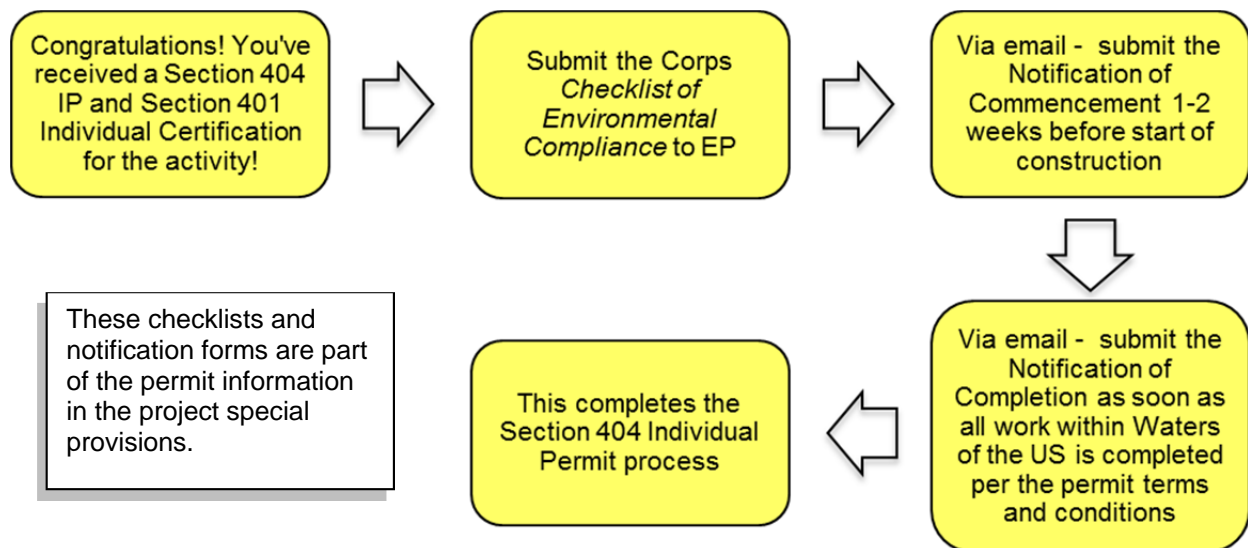 Congratulations! You've
received a Section 404
IP and Section 401
Individual Certification
for the activity!
Submit the Corps
Checklist of
Environmental
Compliance to EP
Via email -  submit the
Notification of
Commencement 1-2
weeks before start of
construction
Via email -  submit the
Notification of
Completion as soon as
all work within Waters
of the US is completed
per the permit terms
and conditions
This completes the
Section 404 Individual
Permit process
These checklists and
notification forms are part
of the permit information
in the project special
provisions.